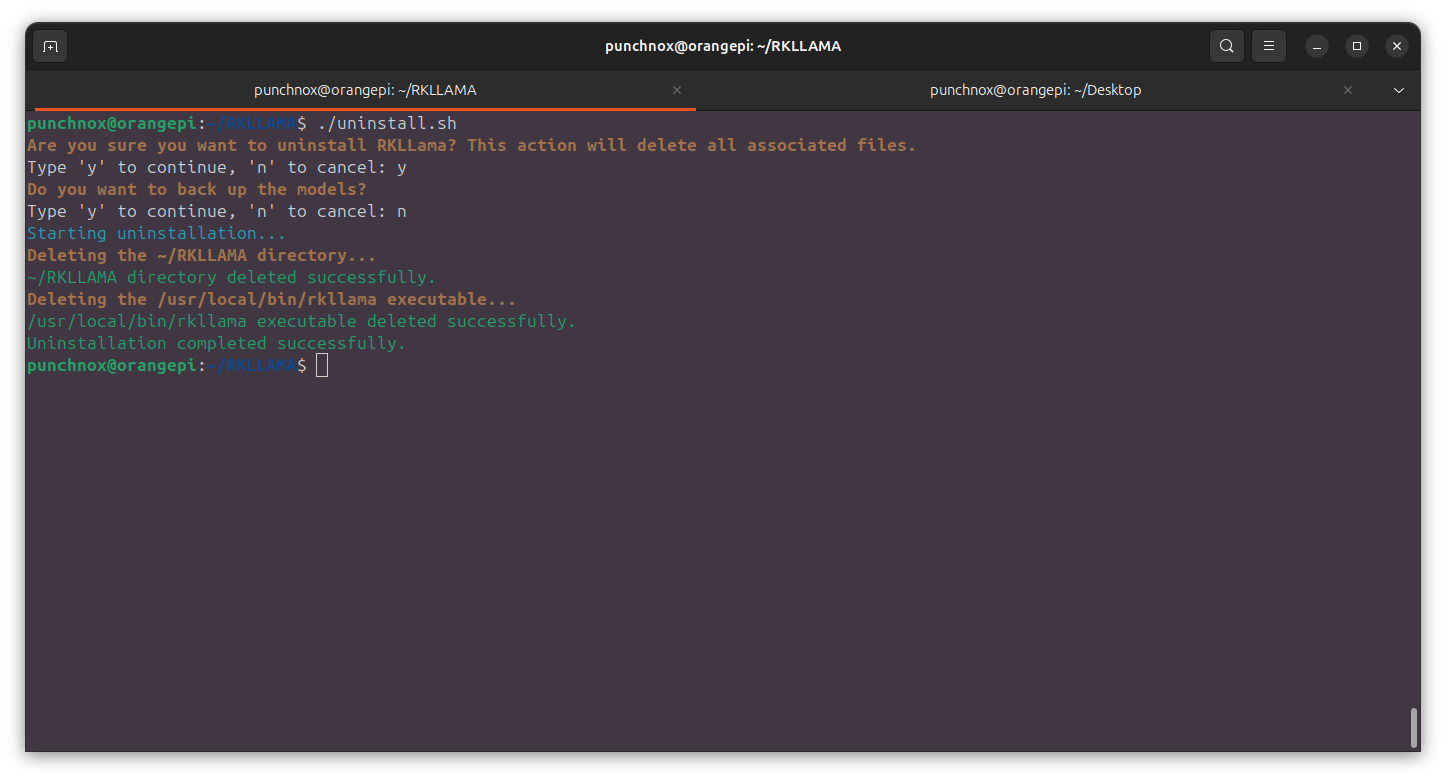 punchnox@orangepi: ~/RKLLAMA
punchnox@orangepi: ~/RKLLAMA
punchnox@orangepi: ~/Desktop
punchnox@orangepi:~/RKLLAMA$ ./uninstall.sh
Are you sure you want to uninstall RKLLama? This action will delete all associated files.
Type 'y' to continue, 'n' to cancel: y
Do you want to back up the models?
Type 'y' to continue, 'n' to cancel: n
Starting uninstallation...
Deleting the ~/RKLLAMA directory...
~/RKLLAMA directory deleted successfully.
Deleting the /usr/local/bin/rkllama executable...
/usr/local/bin/rkllama executable deleted successfully.
Uninstallation completed successfully.
punchnox@orangepi:~/RKLLAMA$